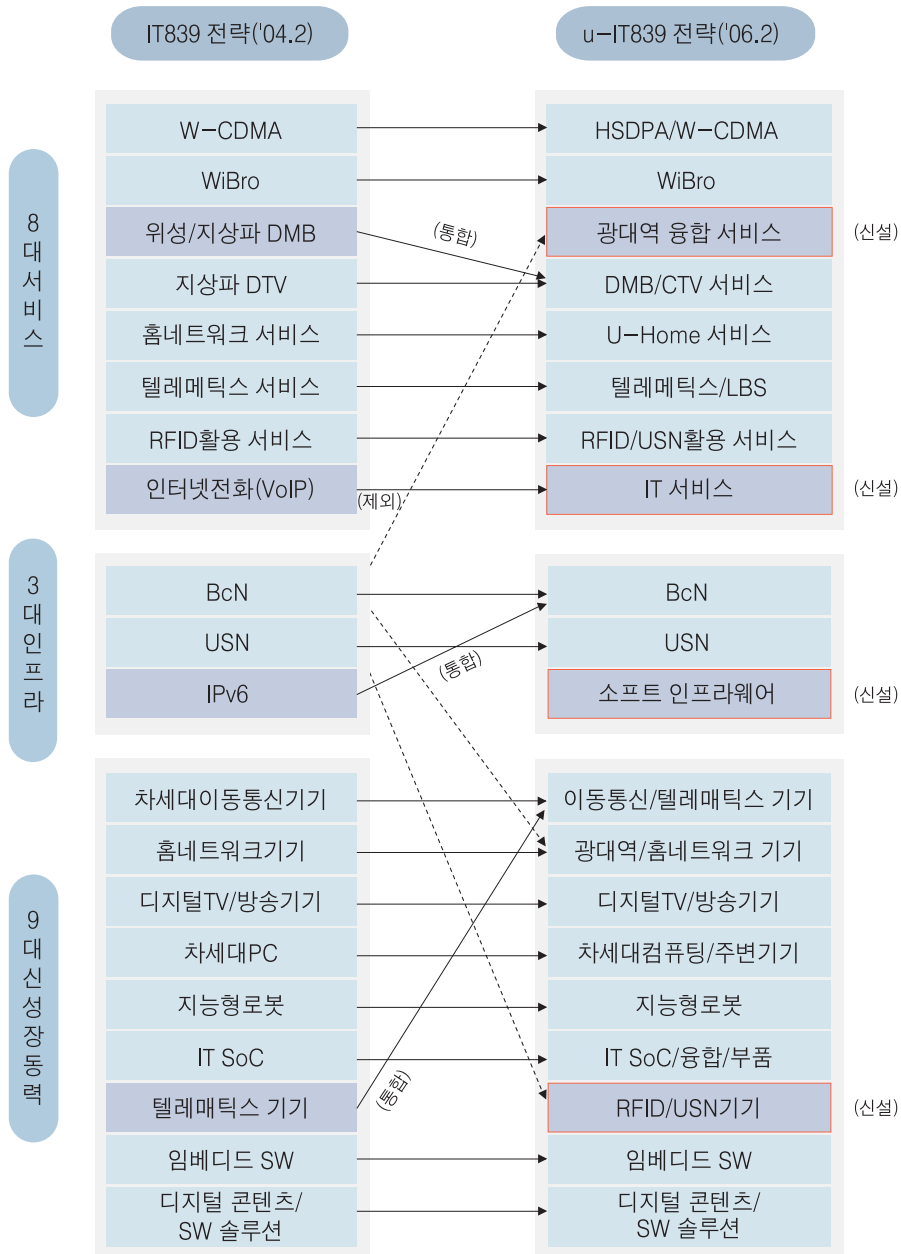 IT839 전략('04.2)
u-IT839 전략('06.2)
8대서비스
W-CDMA
HSDPA/W-CDMA
WiBro
WiBro
위성/지상파 DMB
(통합)
광대역 융합 서비스
(신설)
지상파 DTV
DMB/CTV 서비스
홈네트워크 서비스
U-Home 서비스
텔레메틱스 서비스
텔레메틱스/LBS
RFID활용 서비스
RFID/USN활용 서비스
인터넷전화(VoIP)
(제외)
IT 서비스
(신설)
3대인프라
BcN
BcN
USN
USN
(통합)
IPv6
소프트 인프라웨어
(신설)
9대신성장동력
차세대이동통신기기
이동통신/텔레매틱스 기기
홈네트워크기기
광대역/홈네트워크 기기
디지털TV/방송기기
디지털TV/방송기기
차세대PC
차세대컴퓨팅/주변기기
지능형로봇
지능형로봇
IT SoC
IT SoC/융합/부품
텔레매틱스 기기
(통합)
RFID/USN기기
(신설)
임베디드 SW
임베디드 SW
디지털 콘텐츠/
SW 솔루션
디지털 콘텐츠/
SW 솔루션